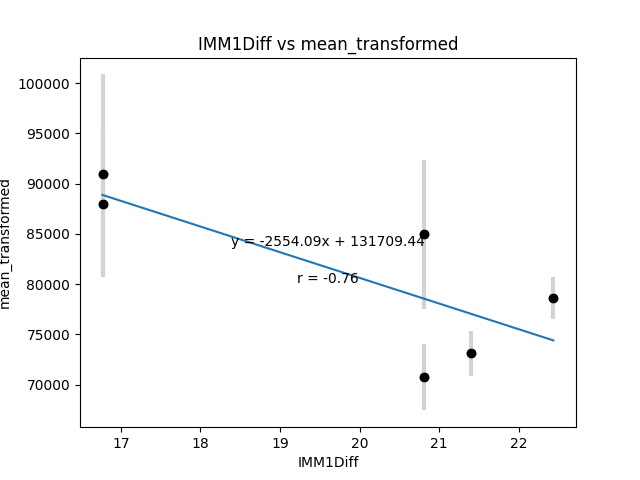 IMM1Diff vs mean_transformed
100000
95000
90000
85000
80000
75000
70000
mean_transformed
y = -2554.09x + 131709.44
r = -0.76
17 18 19 20 21 22
IMM1Diff